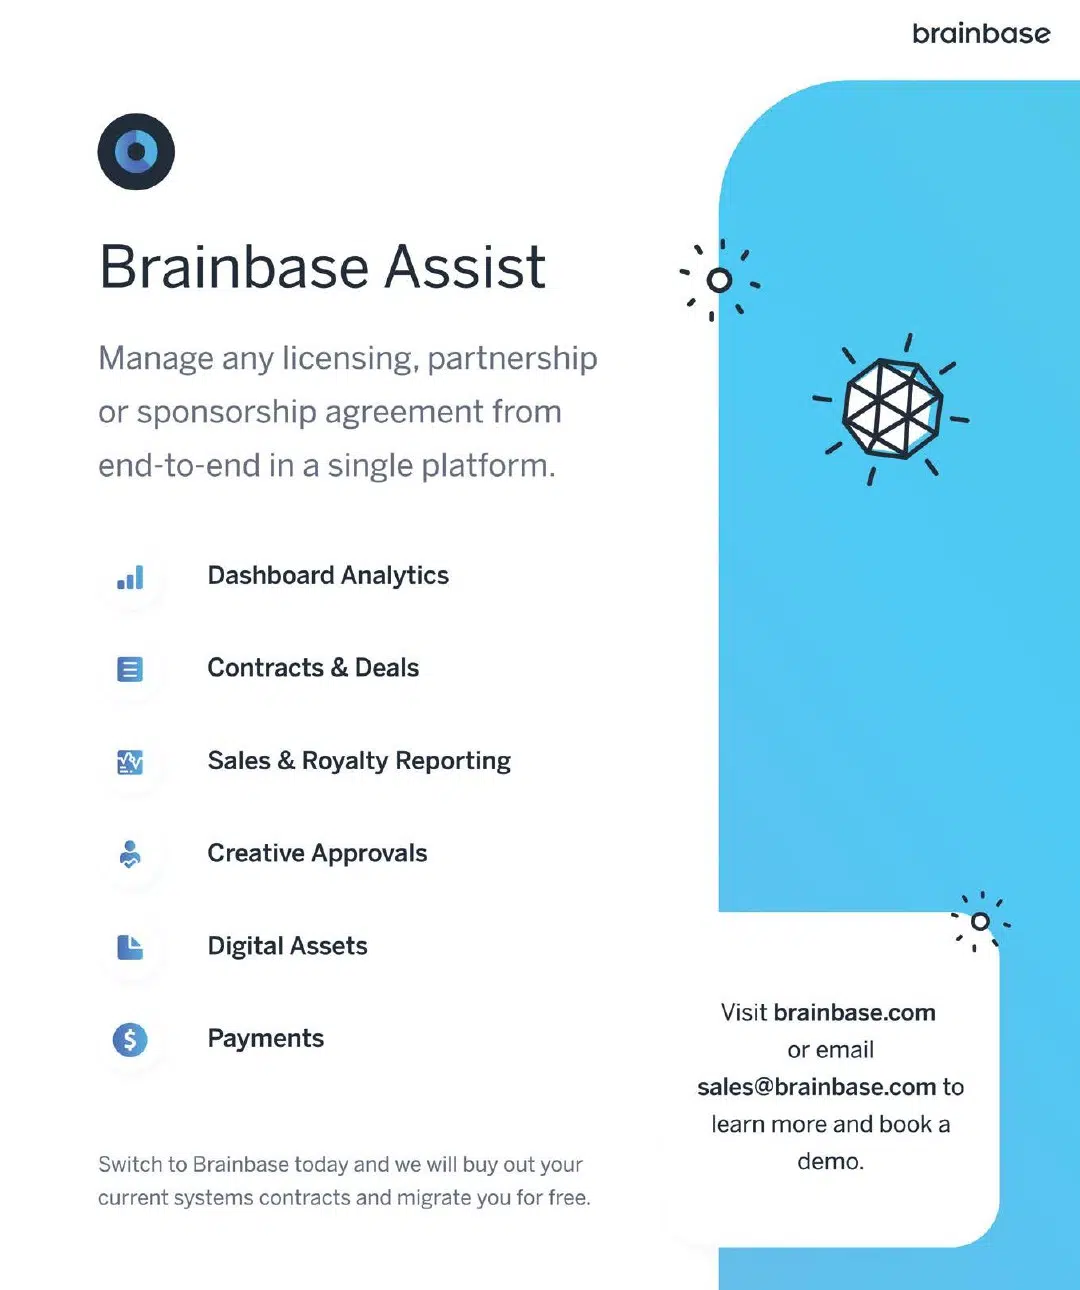 brainbase
Brainbase Assist
Manage any licensing, partnership
or sponsorship agreement from
end-to-end in a single platform.
Dashboard Analytics
Contracts & Deals
Sales & Royalty Reporting
Creative Approvals
Digital Assets
$
Payments
Switch to Brainbase today and we will buy out your
current systems contracts and migrate you for free.
Visit brainbase.com
or email
sales@brainbase.com to
learn more and book a
demo.